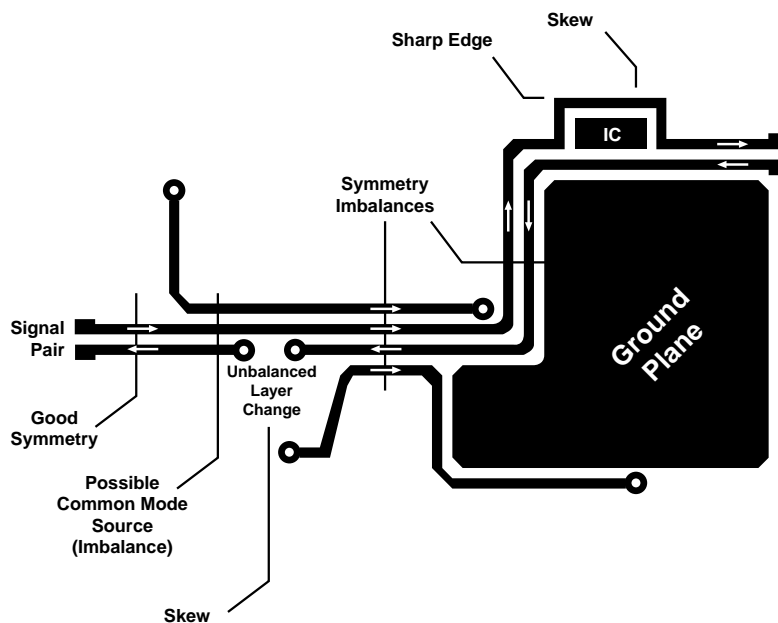 Skew
Sharp Edge
IC
Symmetry
Imbalances
Signal
Pair
Unbalanced
Layer
Change
Ground
Plane
Good
Symmetry
Possible
Common Mode
Source
(Imbalance)
Skew